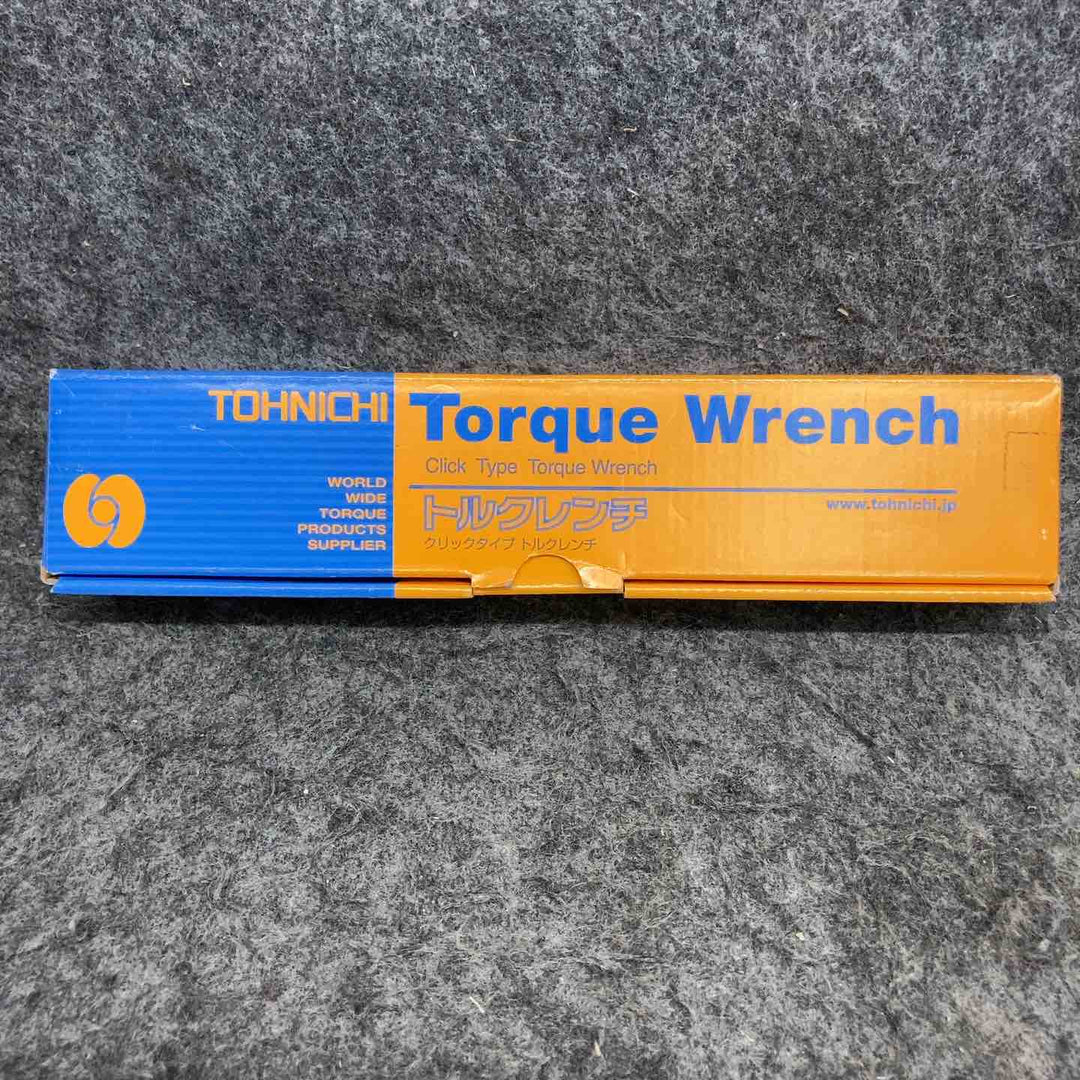 TOHNICHI
WORLD
WIDE
TORQUE
PRODUCTS
SUPPLIER
Torque Wrench
Click Type Torque Wrench
トルクレンチ
www.tohnichi.jp
クリックタイプ トルクレンチ